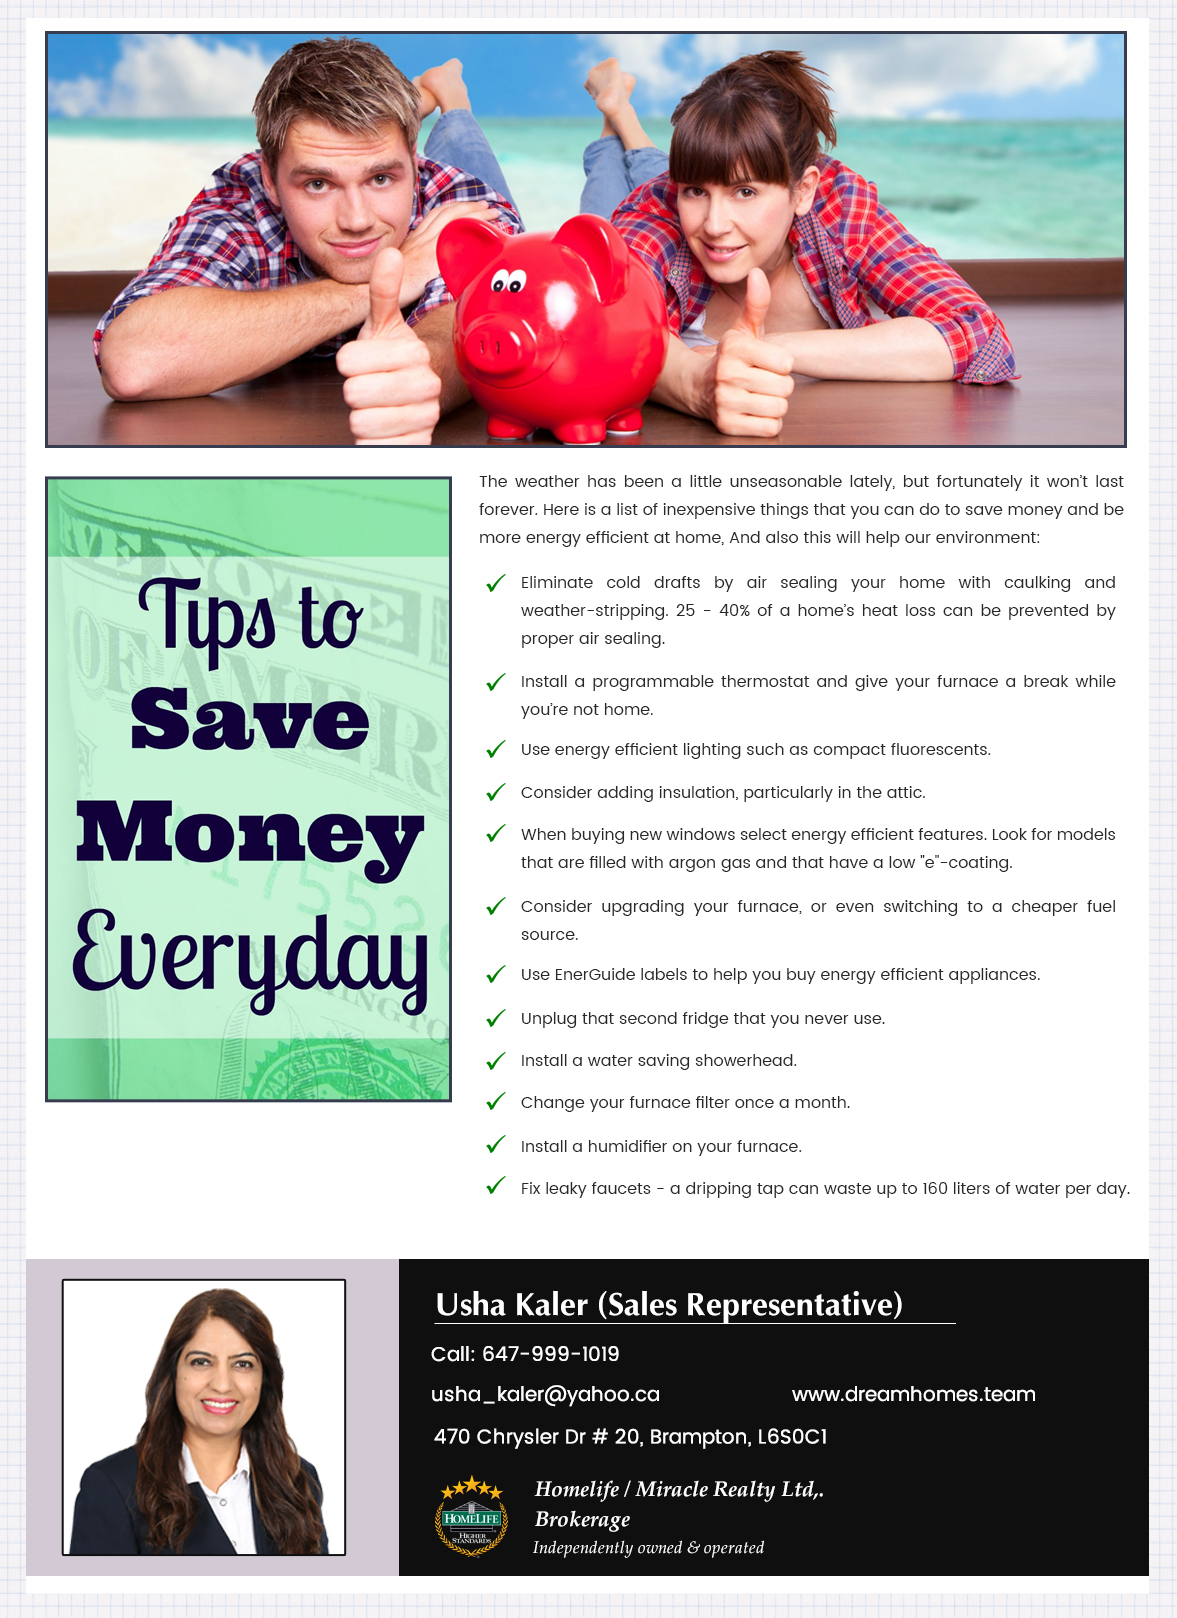 Tips to
Save
Money
Everyday
The weather has been a little unseasonable lately, but fortunately it won't last
forever. Here is a list of inexpensive things that you can do to save money and be
more energy efficient at home, And also this will help our environment:
Eliminate cold drafts by air sealing your home with caulking and
weather-stripping. 25 - 40% of a home's heat loss can be prevented by
proper air sealing.
Install a programmable thermostat and give your furnace a break while
you're not home.
Use energy efficient lighting such as compact fluorescents.
Consider adding insulation, particularly in the attic.
When buying new windows select energy efficient features. Look for models
that are filled with argon gas and that have a low "e"-coating.
Consider upgrading your furnace, or even switching to a cheaper fuel
source.
Use EnerGuide labels to help you buy energy efficient appliances.
Unplug that second fridge that you never use.
Install a water saving showerhead.
Change your furnace filter once a month.
Install a humidifier on your furnace.
Fix leaky faucets - a dripping tap can waste up to 160 liters of water per day.
Usha Kaler (Sales Representative)
Call: 647-999-1019
usha_kaler@yahoo.ca www.dreamhomes.team
470 Chrysler Dr # 20, Brampton, L6S0C1
HOMELIFE
HIGHER
STANDARDS
Homelife / Miracle Realty Ltd,.
Brokerage
Independently owned & operated